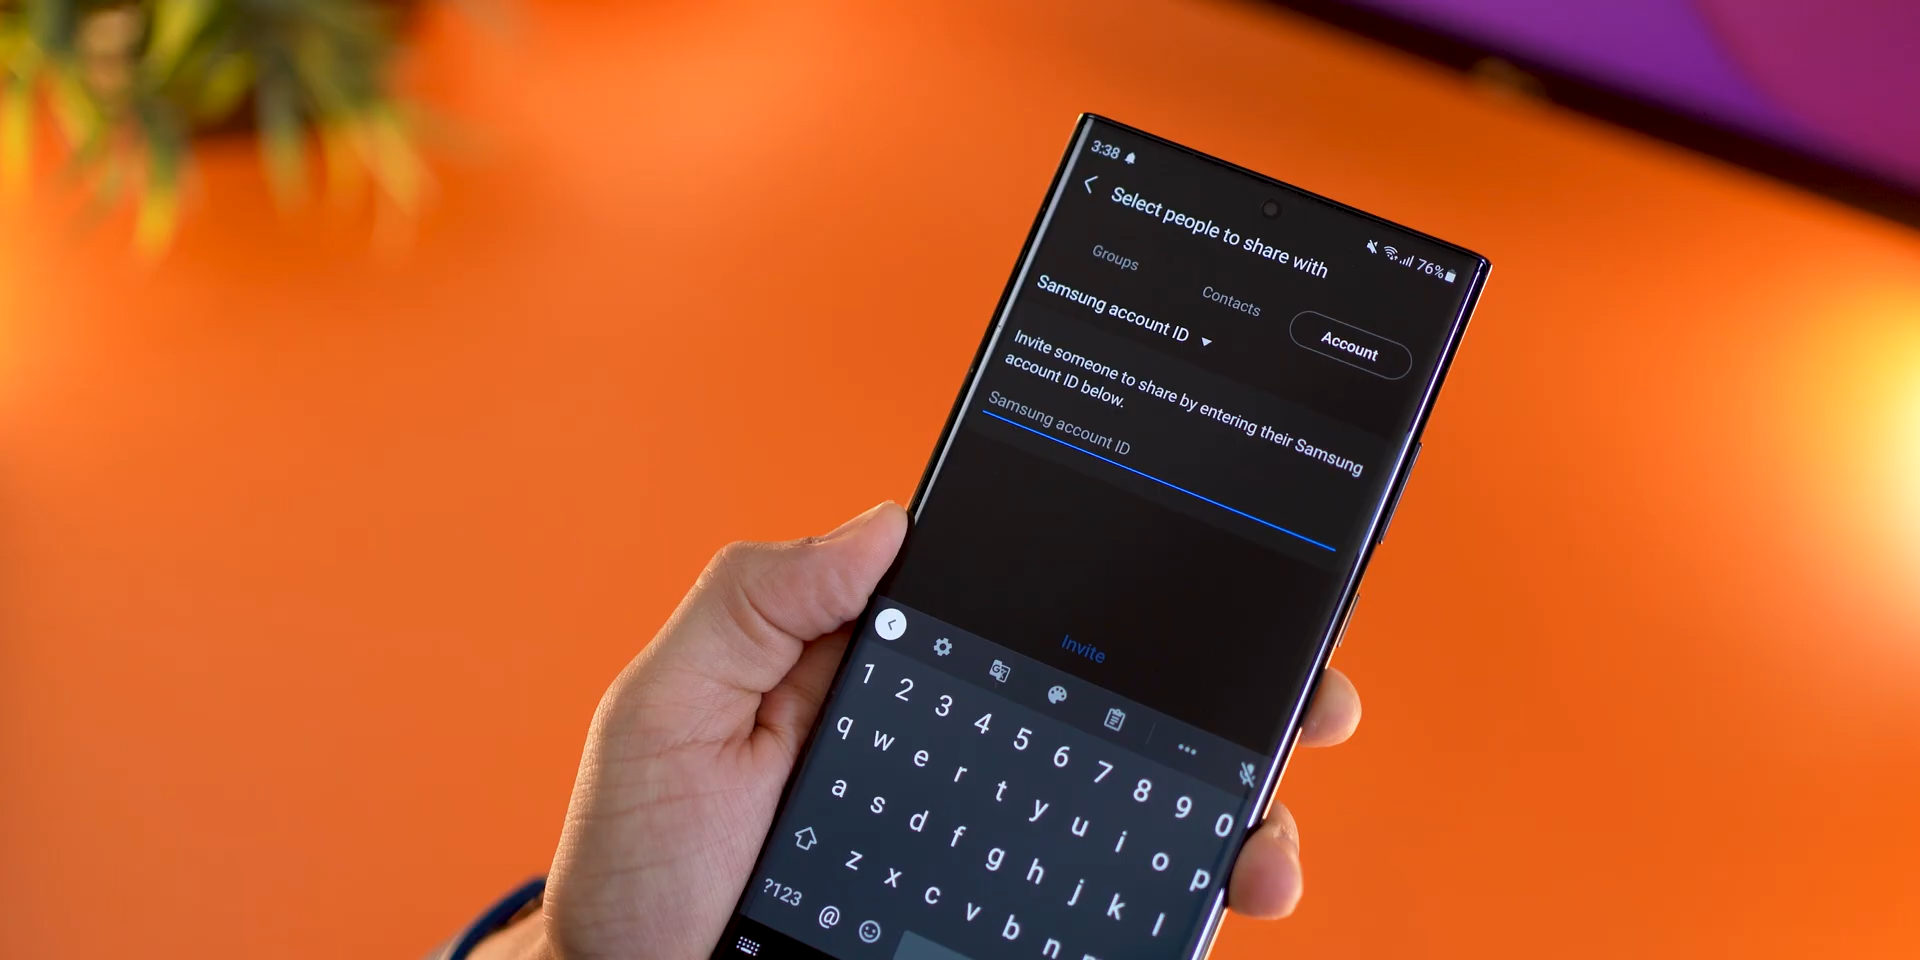 3:38
76%
Select people to share with
Groups
Contacts
Account
Samsung account ID
Invite someone to share by entering their Samsung
account ID below.
Samsung account ID
Invite
1 2 3 4 5 6 7 8 9 0
q w e r t y u i o p
a s d f g h j k l
z x c v b n
?123 @